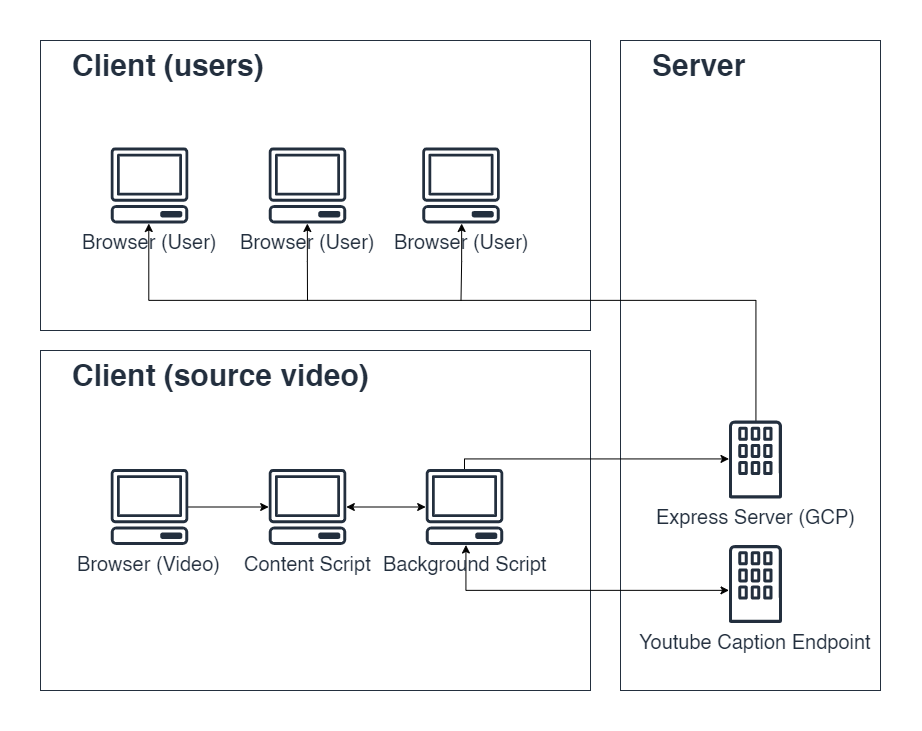 Client (users)
Server
Browser (User)
Browser (User)
Browser (User)
Client (source video)
Express Server (GCP)
Browser (Video)
Content Script
Background Script
Youtube Caption Endpoint